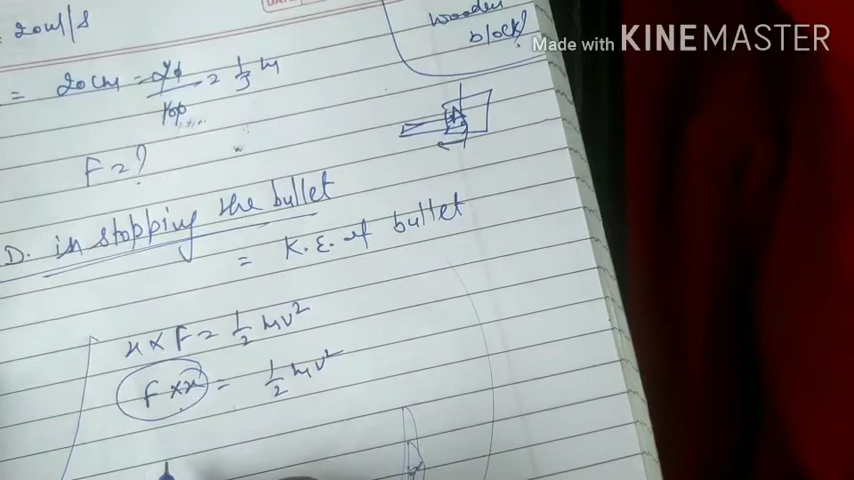 = 20m/s
wooden
block?
Made with KINEMASTER
= 20cm = 20/100 = 1/5 m
F = ?
D. in stopping the bullet
= K.E. of bullet
x × F = 1/2 mv²
F × x = 1/2 mv²